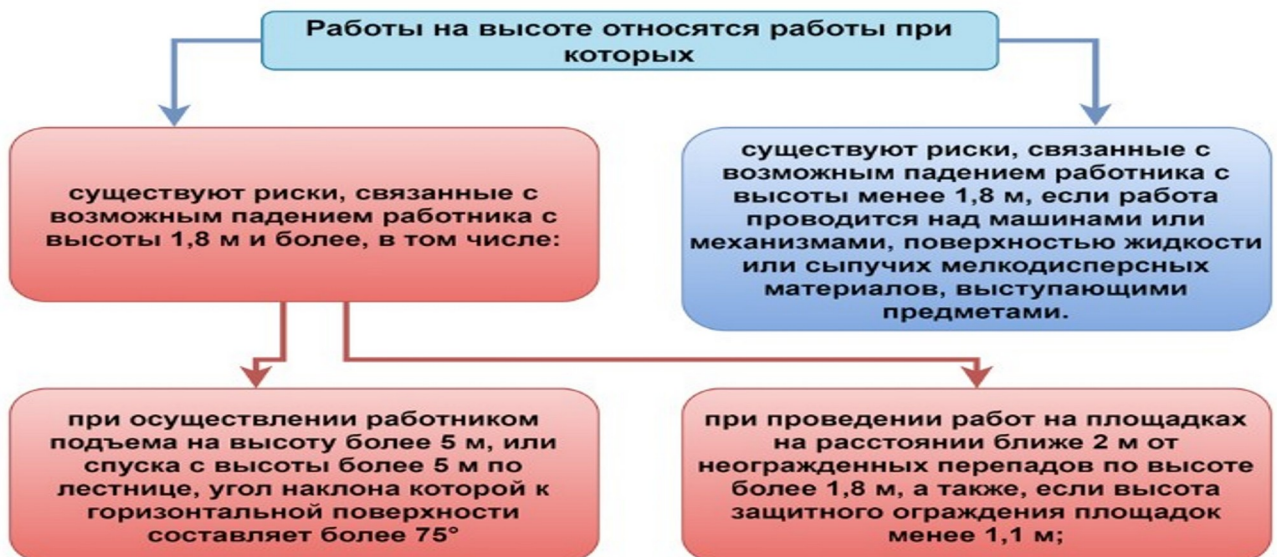 Работы на высоте относятся работы при
которых
существуют риски, связанные с
возможным падением работника с
высоты 1,8 м и более, в том числе:
существуют риски, связанные с
возможным падением работника с
высоты менее 1,8 м, если работа
проводится над машинами или
механизмами, поверхностью жидкости
или сыпучих мелкодисперсных
материалов, выступающими
предметами.
при осуществлении работником
подъема на высоту более 5 м, или
спуска с высоты более 5 м по
лестнице, угол наклона которой к
горизонтальной поверхности
составляет более 75°
при проведении работ на площадках
на расстоянии ближе 2 м от
неогражденных перепадов по высоте
более 1,8 м, а также, если высота
защитного ограждения площадок
менее 1,1 м;